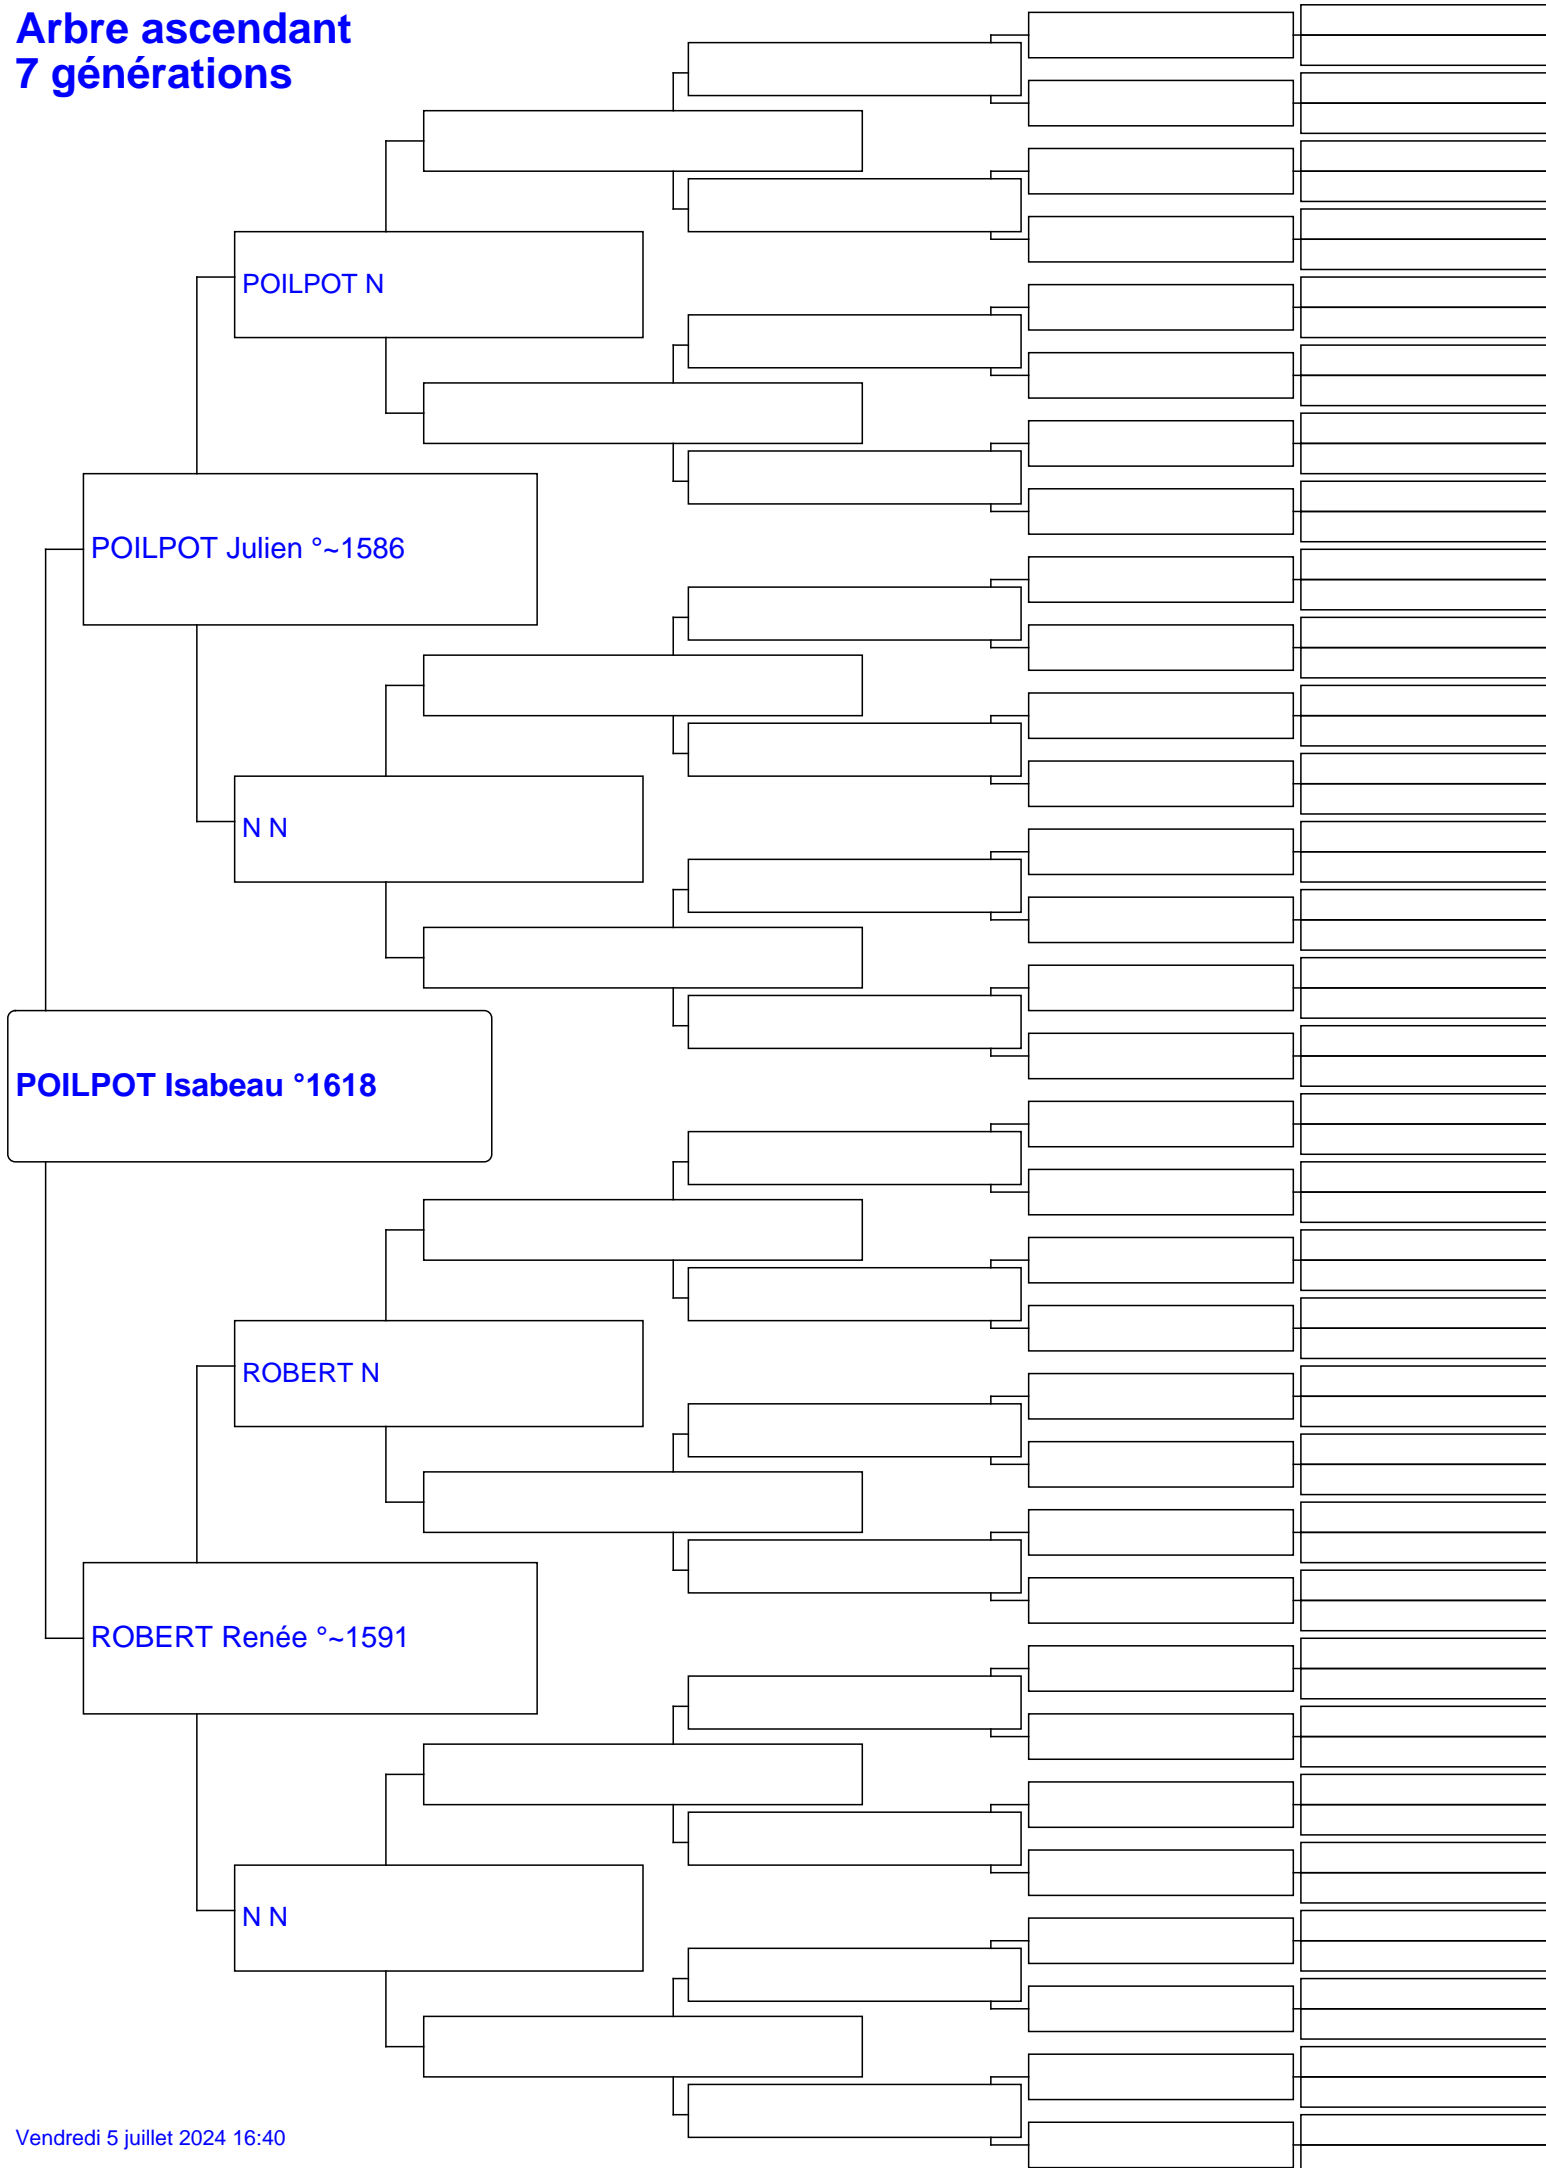 Arbre ascendant
7 générations
POILPOT N
POILPOT Julien °~1586
N N
POILPOT Isabeau °1618
ROBERT N
ROBERT Renée °~1591
N N
Vendredi 5 juillet 2024 16:40